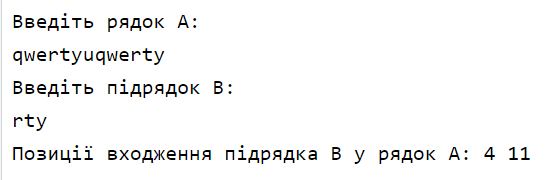 Введіть рядок A:
qwertyuqwerty
Введіть підрядок B:
rty
Позиції входження підрядка B у рядок A: 4 11